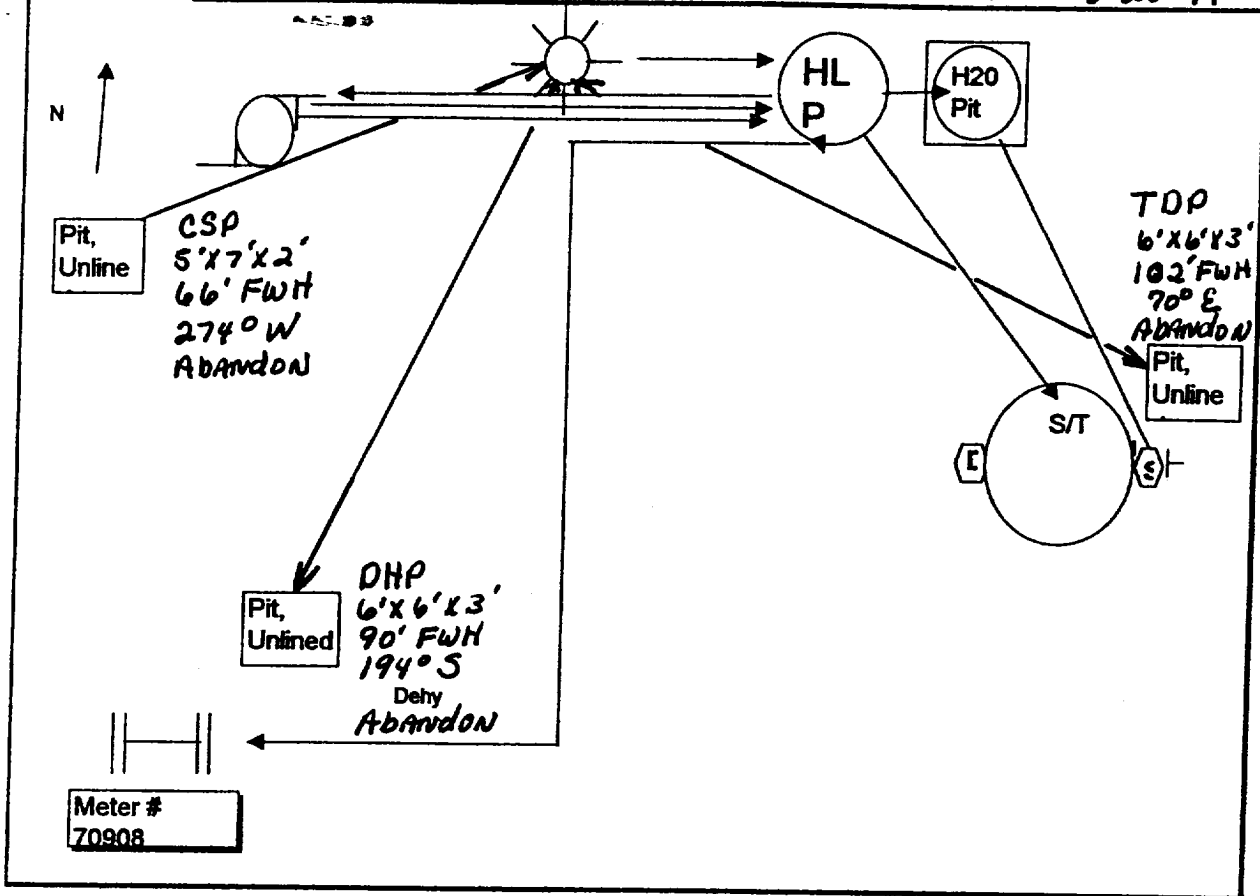 N
HL
P
H20
Pit
Pit,
Unline
CSP
5'X7'X2'
66' FWH
274° W
ABANDON
TDP
6'X6'X3'
102' FWH
70° E
ABANDON
Pit,
Unline
S/T
Pit,
Unlined
DHP
6'X6'X3'
90' FWH
194° S
Dehy
ABANDON
Meter #
70908